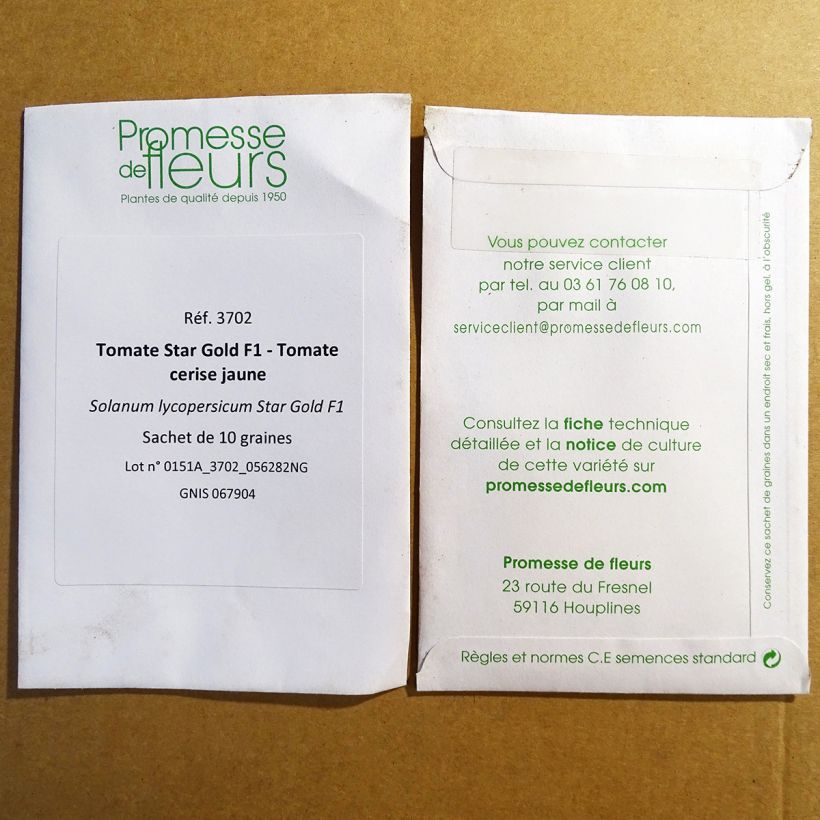 Promesse
de fleurs
Plantes de qualité depuis 1950
Réf. 3702
Tomate Star Gold F1 - Tomate
cerise jaune
Solanum lycopersicum Star Gold F1
Sachet de 10 graines
Lot n° 0151A_3702_056282NG
GNIS 067904
Vous pouvez contacter
notre service client
par tel. au 03 61 76 08 10,
par mail à
serviceclient@promessedefleurs.com
Consultez la fiche technique
détaillée et la notice de culture
de cette variété sur
promessedefleurs.com
Promesse de fleurs
23 route du Fresnel
59116 Houplines
Règles et normes C.E semences standard
Conservez ce sachet de graines dans un endroit sec et frais, hors gel, à l'obscurité